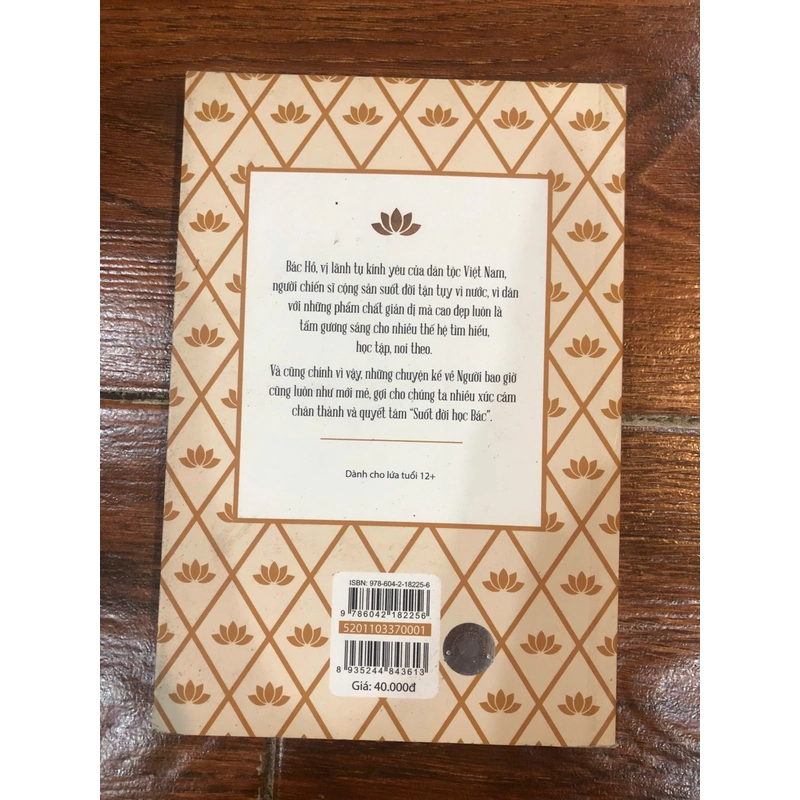 Bác Hồ, vị lãnh tụ kính yêu của dân tộc Việt Nam,
người chiến sĩ cộng sản suốt đời tận tụy vì nước, vì dân
với những phẩm chất giản dị mà cao đẹp luôn là
tấm gương sáng cho nhiều thế hệ tìm hiểu,
học tập, noi theo.
Và cũng chính vì vậy, những chuyện kể về Người bao giờ
cũng luôn như mới mẻ, gợi cho chúng ta nhiều xúc cảm
chân thành và quyết tâm “Suốt đời học Bác”.
Dành cho lứa tuổi 12+
ISBN: 978-604-2-18225-6
9 786042 182256
5201103370001
8 935244 843613
Giá: 40.000đ